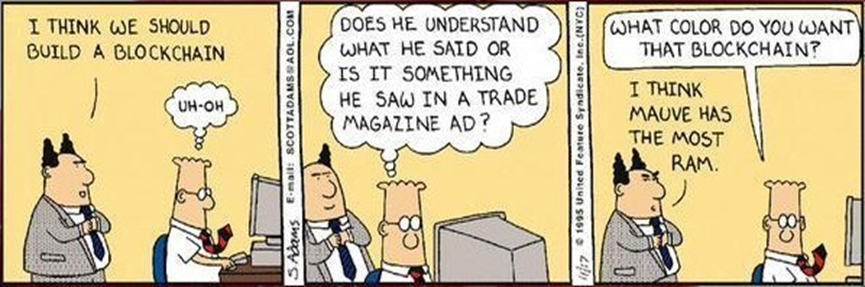 I THINK WE SHOULD
BUILD A BLOCKCHAIN
UH-OH
S.Adams E-mail: SCOTTADAMS@AOL.COM
DOES HE UNDERSTAND
WHAT HE SAID OR
IS IT SOMETHING
HE SAW IN A TRADE
MAGAZINE AD?
11/17 © 1995 United Feature Syndicate, Inc.(NYC)
WHAT COLOR DO YOU WANT
THAT BLOCKCHAIN?
I THINK
MAUVE HAS
THE MOST
RAM.